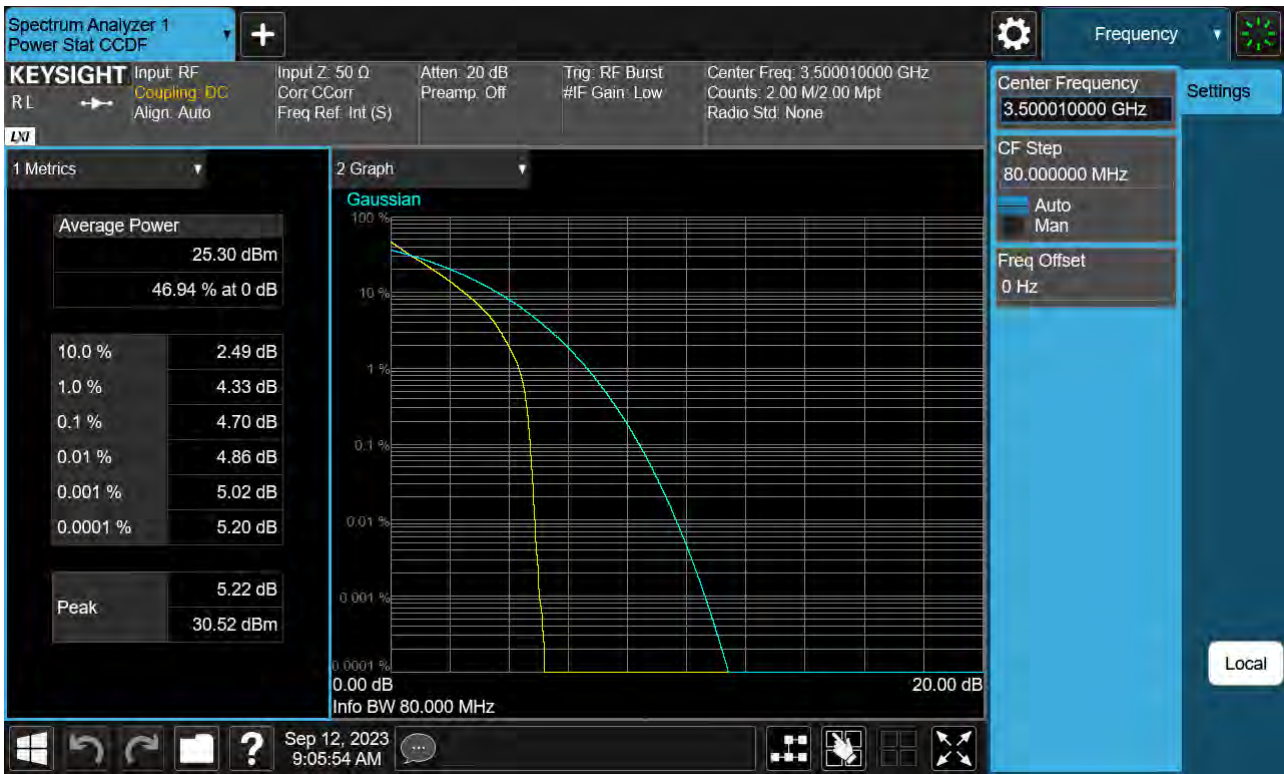 Spectrum Analyzer 1
Power Stat CCDF
+
Frequency
KEYSIGHT
RL
LXI
Input: RF
Coupling: DC
Align: Auto
Input Z: 50 Ω
Corr CCorr
Freq Ref: Int (S)
Atten: 20 dB
Preamp: Off
Trig: RF Burst
#IF Gain: Low
Center Freq: 3.500010000 GHz
Counts: 2.00 M/2.00 Mpt
Radio Std: None
1 Metrics
Average Power
25.30 dBm
46.94 % at 0 dB
10.0 % 2.49 dB
1.0 % 4.33 dB
0.1 % 4.70 dB
0.01 % 4.86 dB
0.001 % 5.02 dB
0.0001 % 5.20 dB
Peak
5.22 dB
30.52 dBm
2 Graph
Gaussian
100 %
10 %
1 %
0.1 %
0.01 %
0.001 %
0.0001 %
0.00 dB 20.00 dB
Info BW 80.000 MHz
Center Frequency
3.500010000 GHz
CF Step
80.000000 MHz
Auto
Man
Freq Offset
0 Hz
Settings
Local
?
Sep 12, 2023
9:05:54 AM